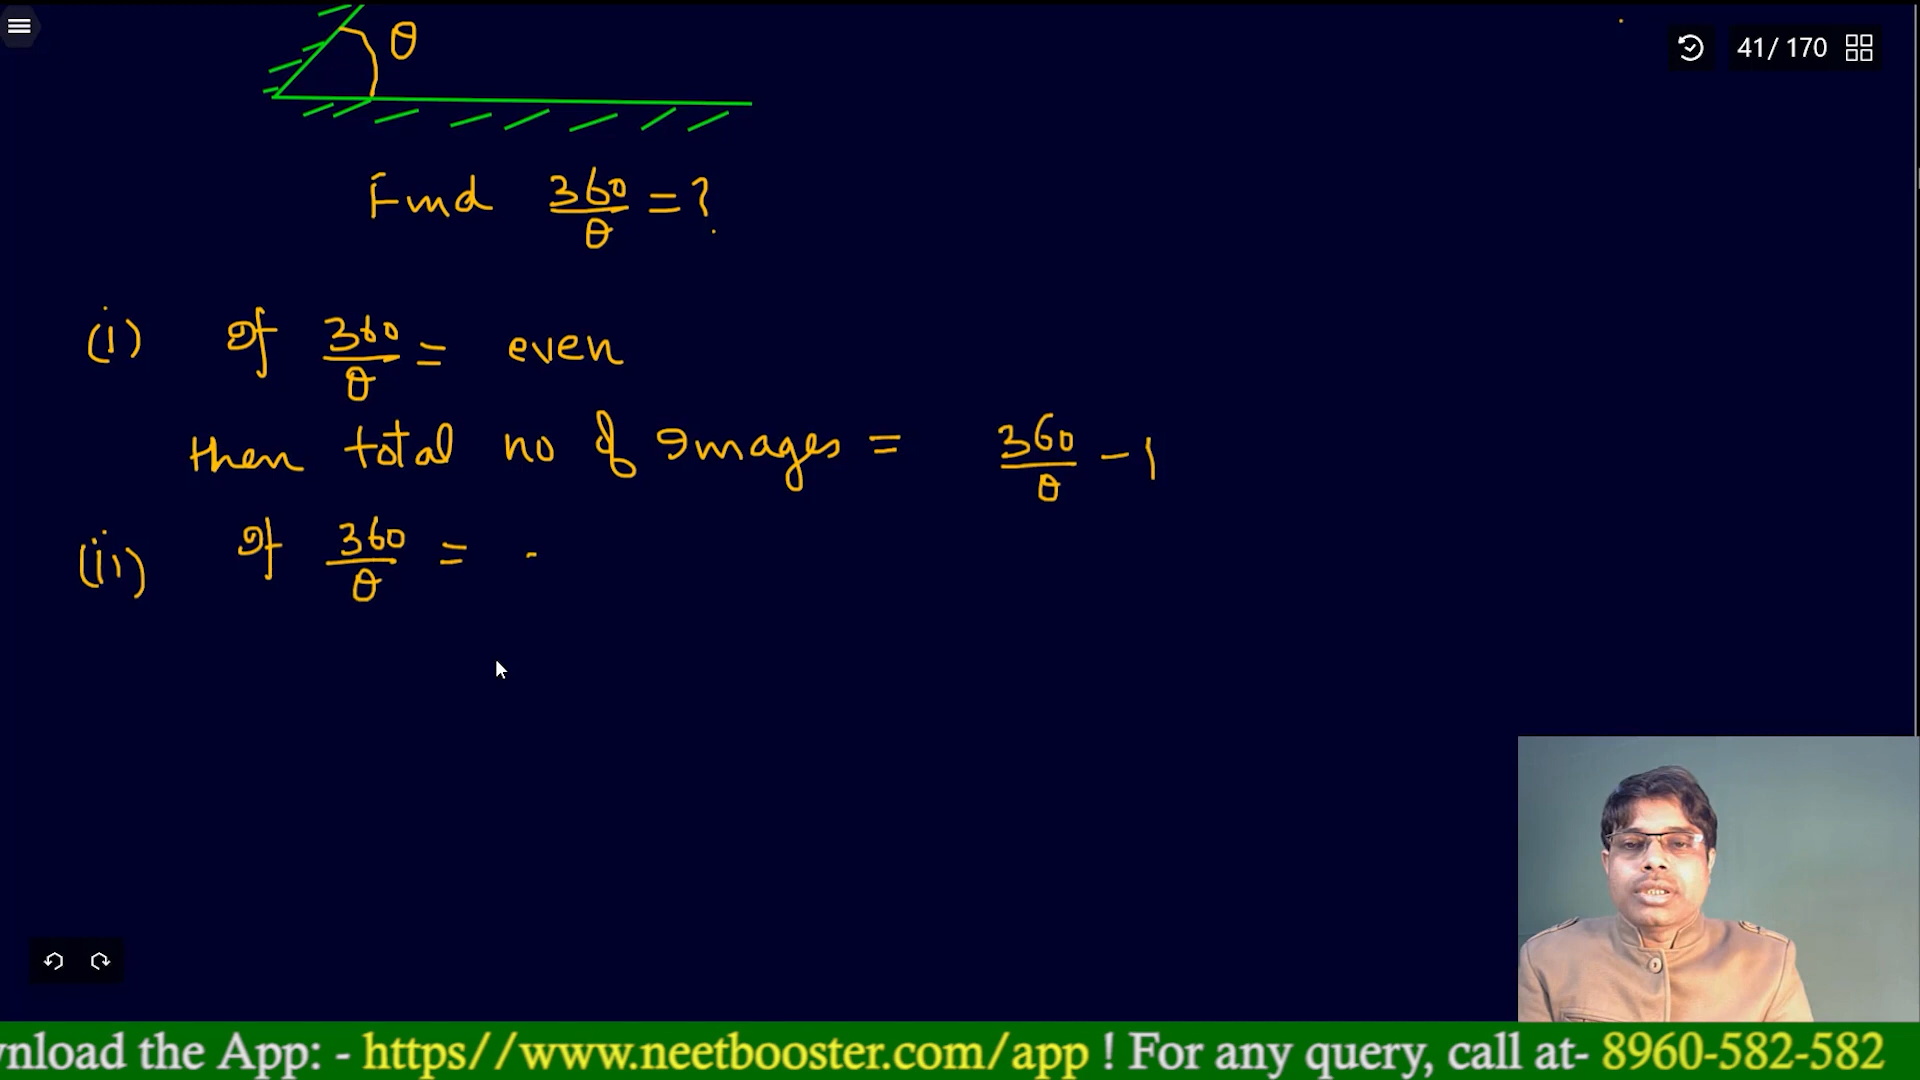 41/ 170
θ
Find 360/θ = ?
(i) If 360/θ = even
then total no of Images = 360/θ - 1
(ii) If 360/θ = -
wnload the App: - https//www.neetbooster.com/app ! For any query, call at- 8960-582-582